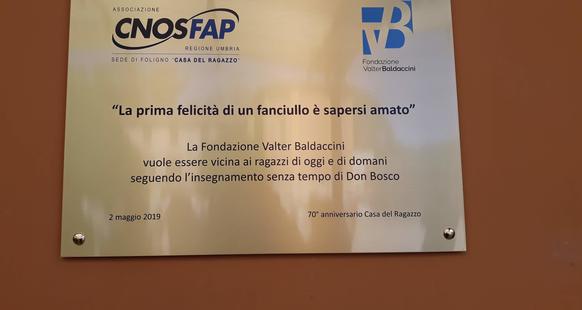 ASSOCIAZIONE
CNOSFAP
REGIONE UMBRIA
SEDE DI FOLIGNO "CASA DEL RAGAZZO"
VB
Fondazione
ValterBaldaccini
“La prima felicità di un fanciullo è sapersi amato”
La Fondazione Valter Baldaccini
vuole essere vicina ai ragazzi di oggi e di domani
seguendo l’insegnamento senza tempo di Don Bosco
2 maggio 2019
70° anniversario Casa del Ragazzo